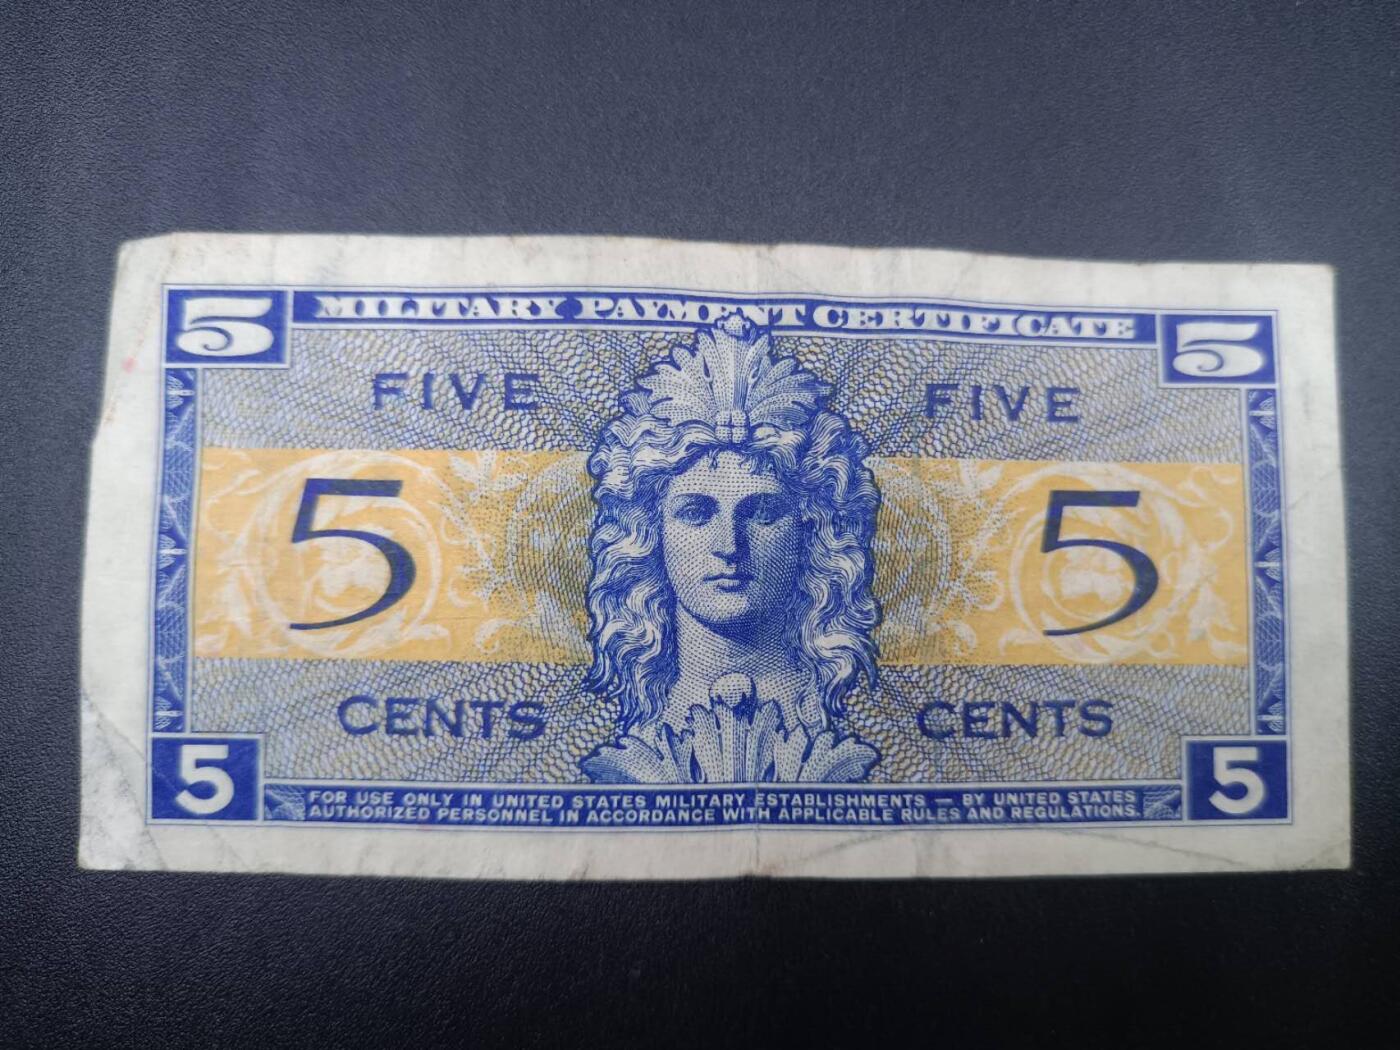 5 MILITARY PAYMENT CERTIFICATE 5
FIVE FIVE
5 5
CENTS CENTS
5 FOR USE ONLY IN UNITED STATES MILITARY ESTABLISHMENTS — BY UNITED STATES 5
AUTHORIZED PERSONNEL IN ACCORDANCE WITH APPLICABLE RULES AND REGULATIONS.